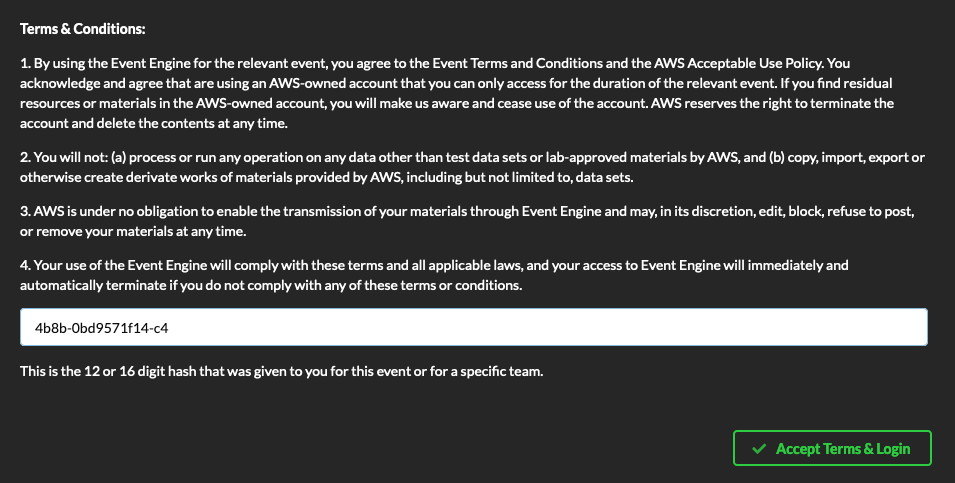 Terms & Conditions:
1. By using the Event Engine for the relevant event, you agree to the Event Terms and Conditions and the AWS Acceptable Use Policy. You
acknowledge and agree that are using an AWS-owned account that you can only access for the duration of the relevant event. If you find residual
resources or materials in the AWS-owned account, you will make us aware and cease use of the account. AWS reserves the right to terminate the
account and delete the contents at any time.
2. You will not: (a) process or run any operation on any data other than test data sets or lab-approved materials by AWS, and (b) copy, import, export or
otherwise create derivate works of materials provided by AWS, including but not limited to, data sets.
3. AWS is under no obligation to enable the transmission of your materials through Event Engine and may, in its discretion, edit, block, refuse to post,
or remove your materials at any time.
4. Your use of the Event Engine will comply with these terms and all applicable laws, and your access to Event Engine will immediately and
automatically terminate if you do not comply with any of these terms or conditions.
4b8b-0bd9571f14-c4
This is the 12 or 16 digit hash that was given to you for this event or for a specific team.
Accept Terms & Login